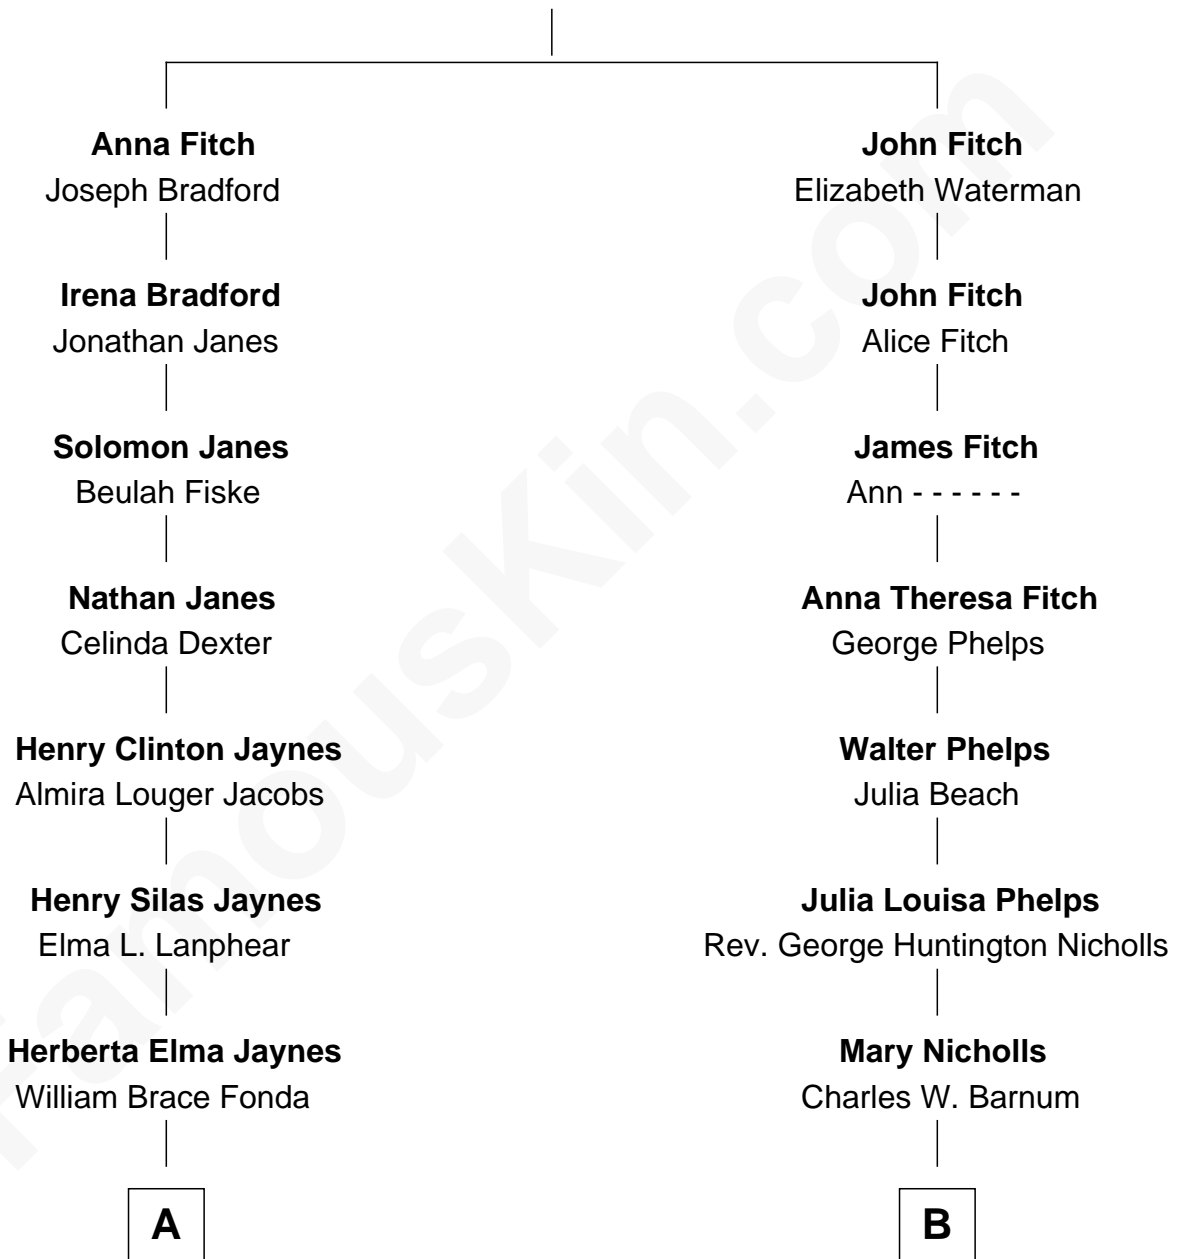 Anna Fitch
Joseph Bradford
Irena Bradford
Jonathan Janes
Solomon Janes
Beulah Fiske
Nathan Janes
Celinda Dexter
Henry Clinton Jaynes
Almira Louger Jacobs
Henry Silas Jaynes
Elma L. Lanphear
Herberta Elma Jaynes
William Brace Fonda
A
John Fitch
Elizabeth Waterman
John Fitch
Alice Fitch
James Fitch
Ann - - - - - -
Anna Theresa Fitch
George Phelps
Walter Phelps
Julia Beach
Julia Louisa Phelps
Rev. George Huntington Nicholls
Mary Nicholls
Charles W. Barnum
B
FamousKin.com